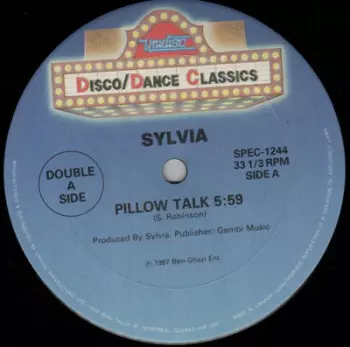 Unidisc
DISCO/DANCE CLASSICS
SYLVIA
DOUBLE
A
SIDE
SPEC-1244
33 1/3 RPM
SIDE A
PILLOW TALK 5:59
(S. Robinson)
Produced By Sylvia. Publisher: Gambi Music
℗ 1987 Ben Ghazi Ent.